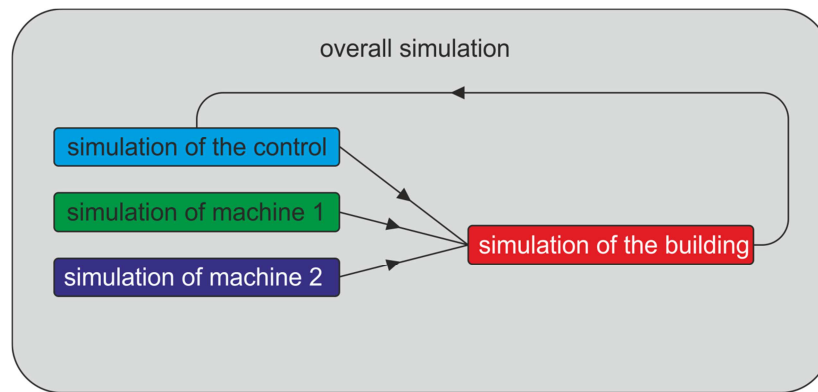 overall simulation
simulation of the control
simulation of machine 1
simulation of the building
simulation of machine 2